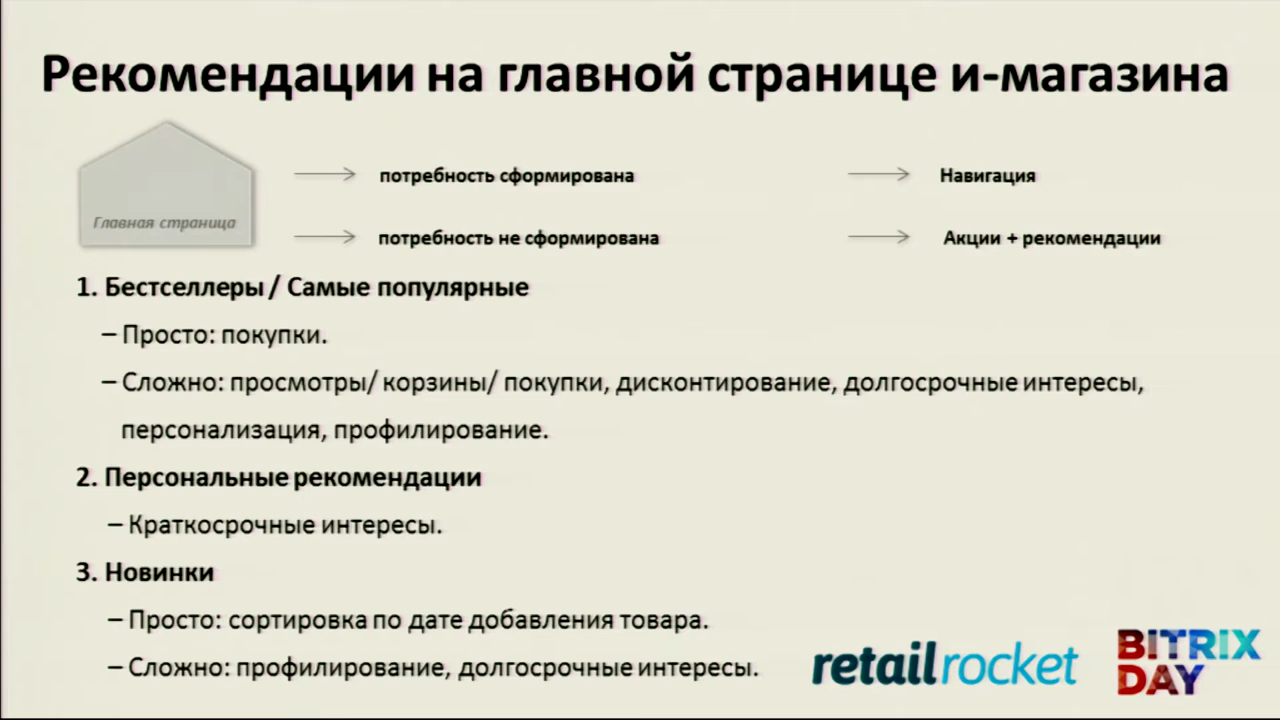 Рекомендации на главной странице и-магазина
потребность сформирована
Навигация
Главная страница
потребность не сформирована
Акции + рекомендации
1. Бестселлеры / Самые популярные
– Просто: покупки.
– Сложно: просмотры/ корзины/ покупки, дисконтирование, долгосрочные интересы,
персонализация, профилирование.
2. Персональные рекомендации
– Краткосрочные интересы.
3. Новинки
– Просто: сортировка по дате добавления товара.
– Сложно: профилирование, долгосрочные интересы.
retailrocket
BITRIX
DAY